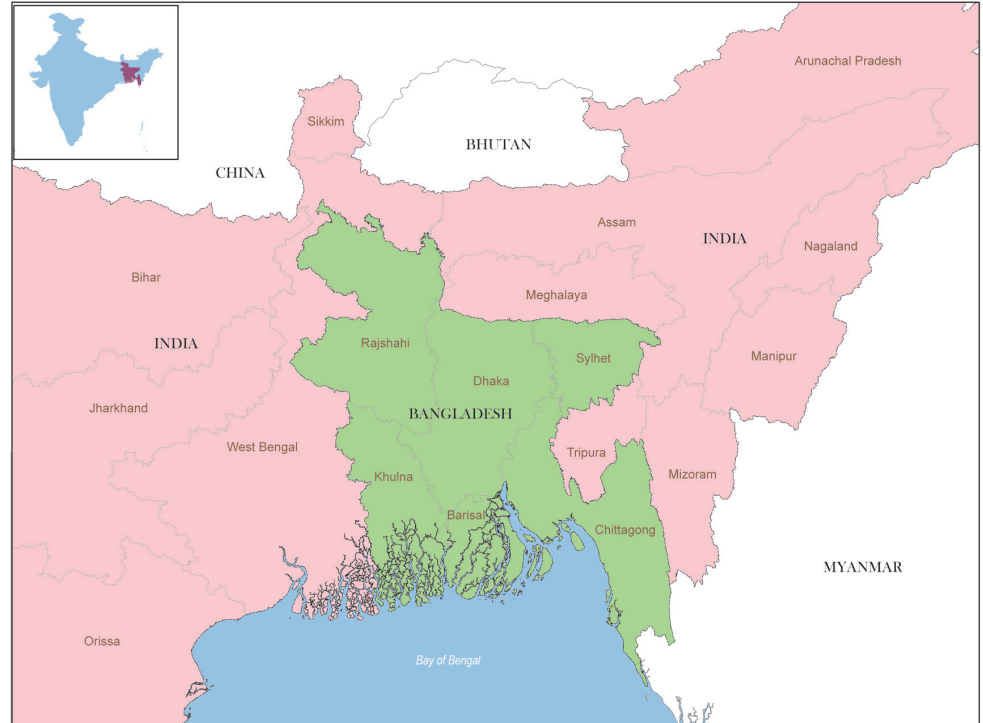 Arunachal Pradesh
Sikkim
BHUTAN
CHINA
Assam
INDIA
Nagaland
Bihar
Meghalaya
INDIA
Rajshahi
Sylhet
Manipur
Dhaka
Jharkhand
BANGLADESH
West Bengal
Tripura
Khulna
Mizoram
Barisal
Chittagong
MYANMAR
Orissa
Bay of Bengal